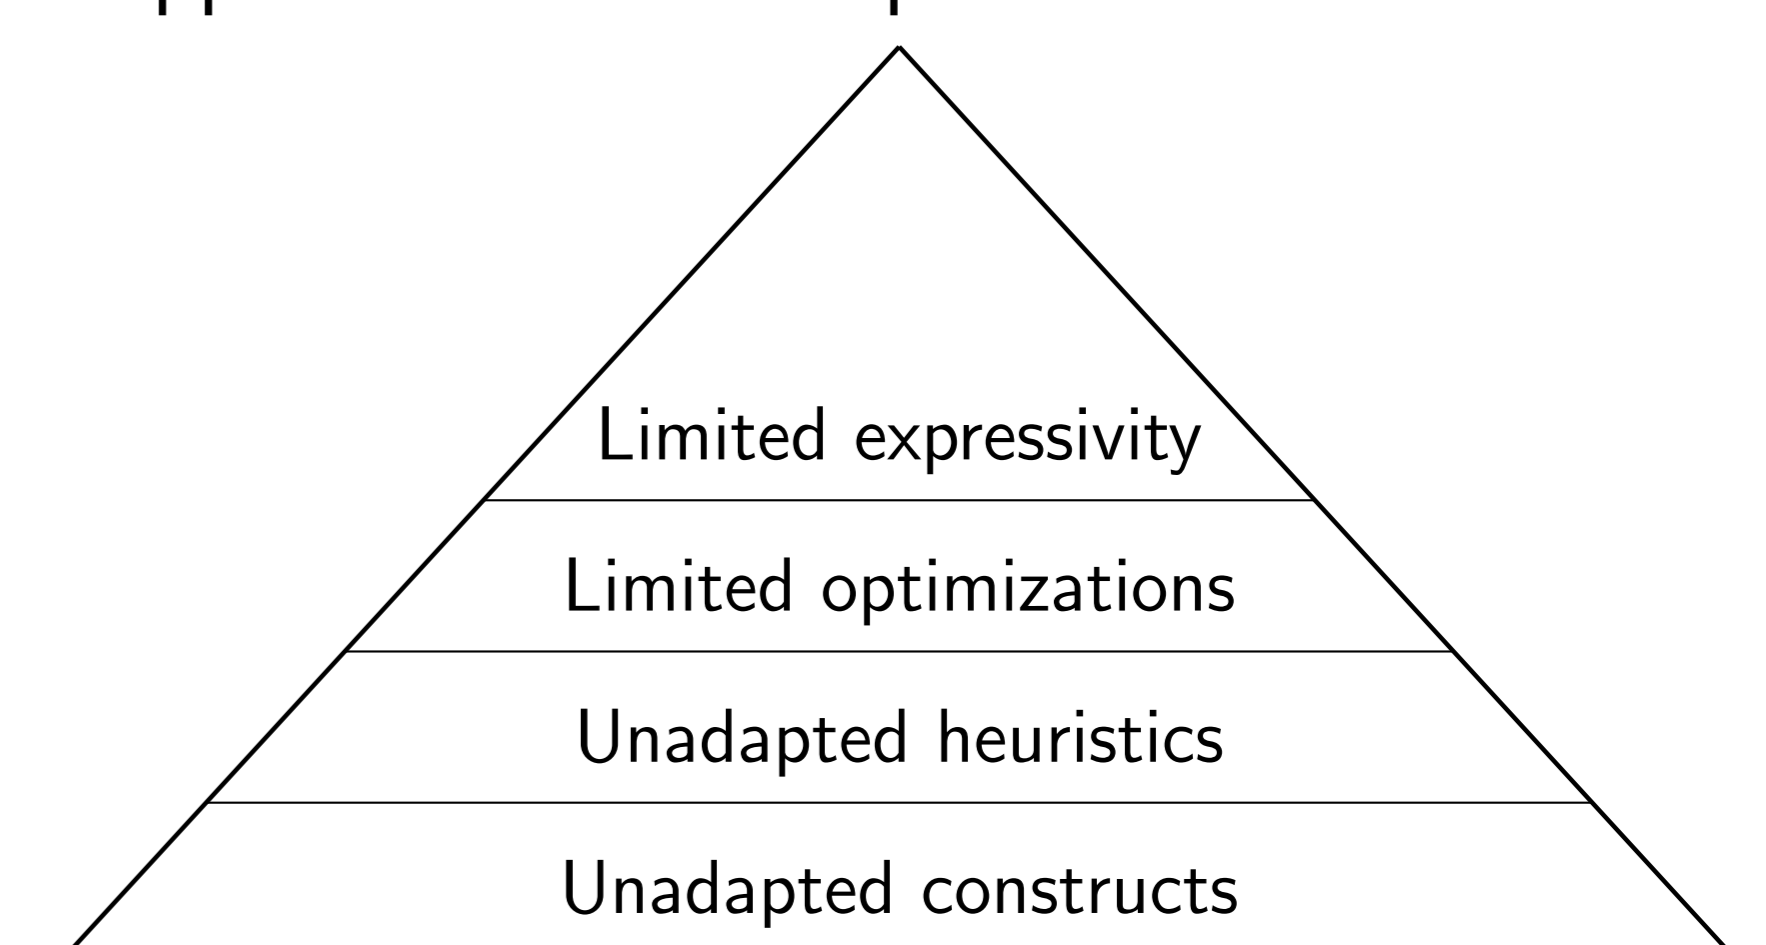 Limited expressivity
Limited optimizations
Unadapted heuristics
Unadapted constructs